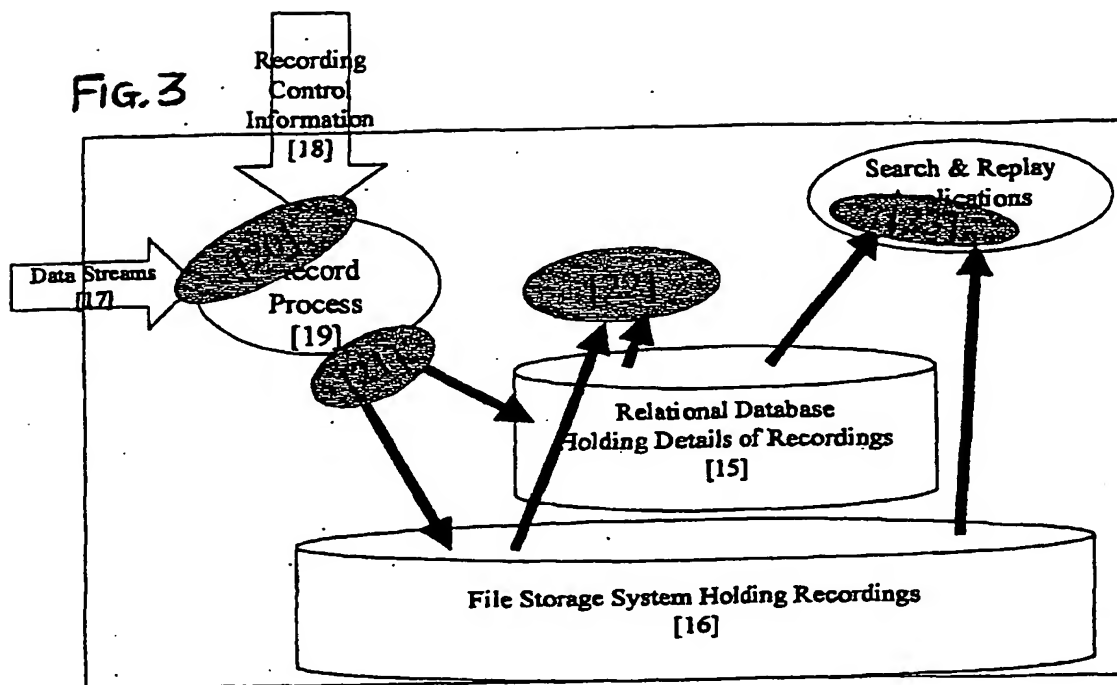 FIG. 3
Recording
Control
Information
[18]
Search & Replay
Applications
Data Streams
[17]
Record
Process
[19]
Relational Database
Holding Details of Recordings
[15]
File Storage System Holding Recordings
[16]